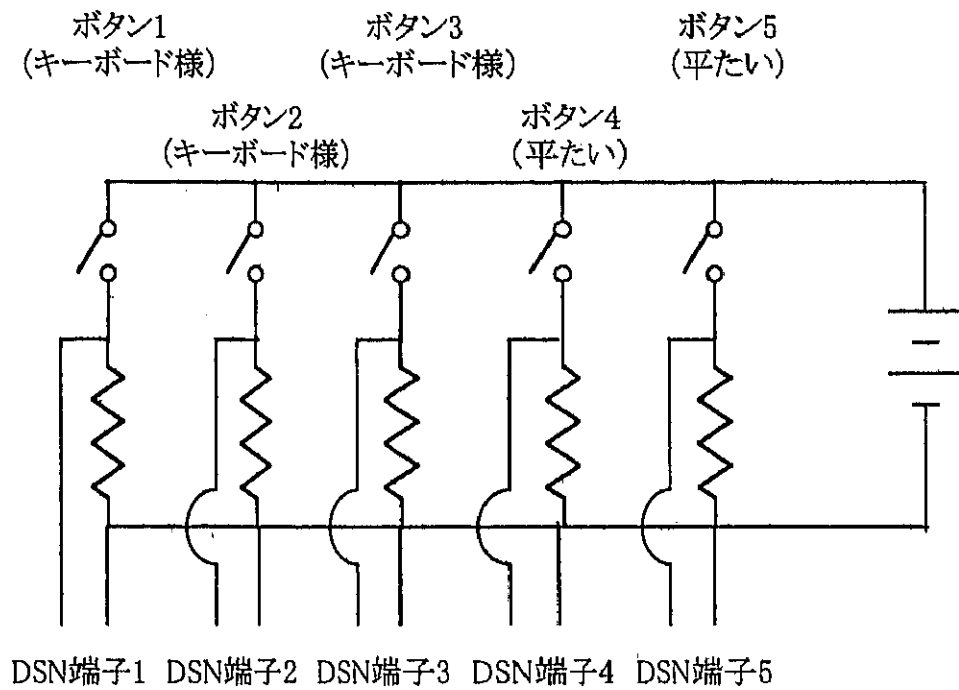 ボタン1
(キーボード様)
ボタン3
(キーボード様)
ボタン5
(平たい)
ボタン2
(キーボード様)
ボタン4
(平たい)
DSN端子1 DSN端子2 DSN端子3 DSN端子4 DSN端子5